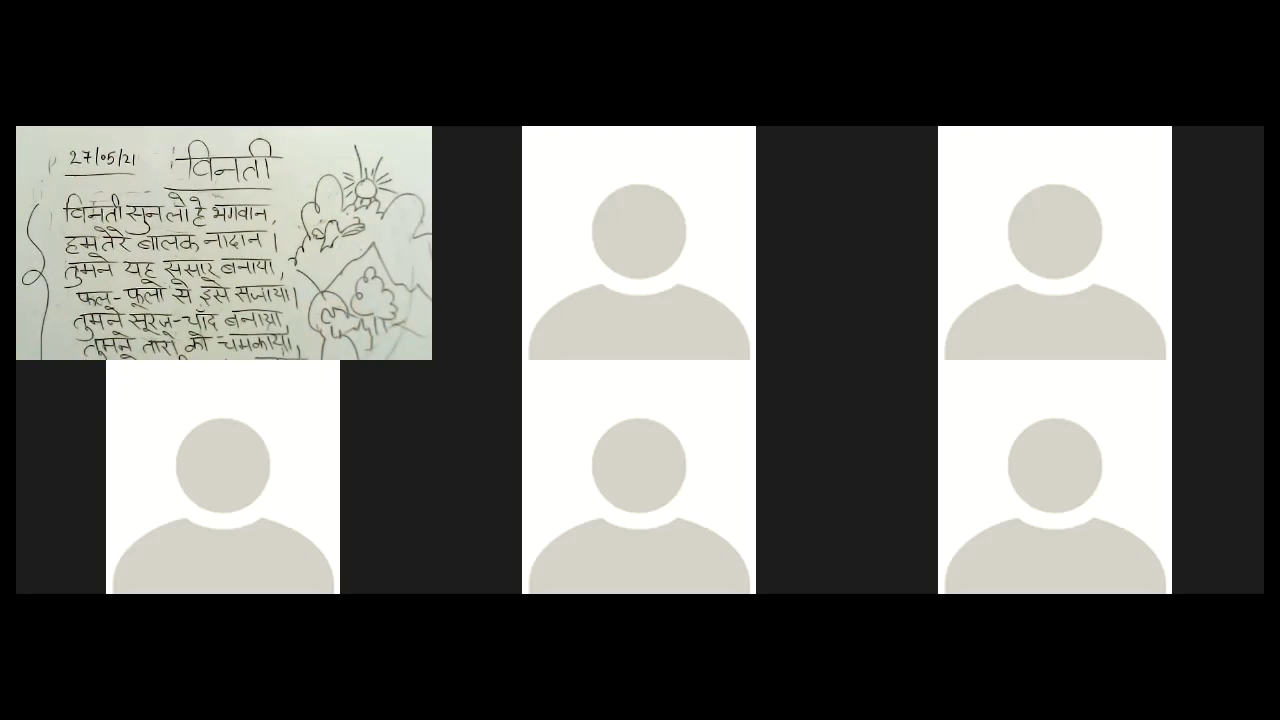 27/05/21 विनती
विनती सुन लो हे भगवान,
हम तेरे बालक नादान।
तुमने यह संसार बनाया,
फल-फूलों से इसे सजाया।
तुमने सूरज-चाँद बनाया,
तुमने तारों को चमकाया,